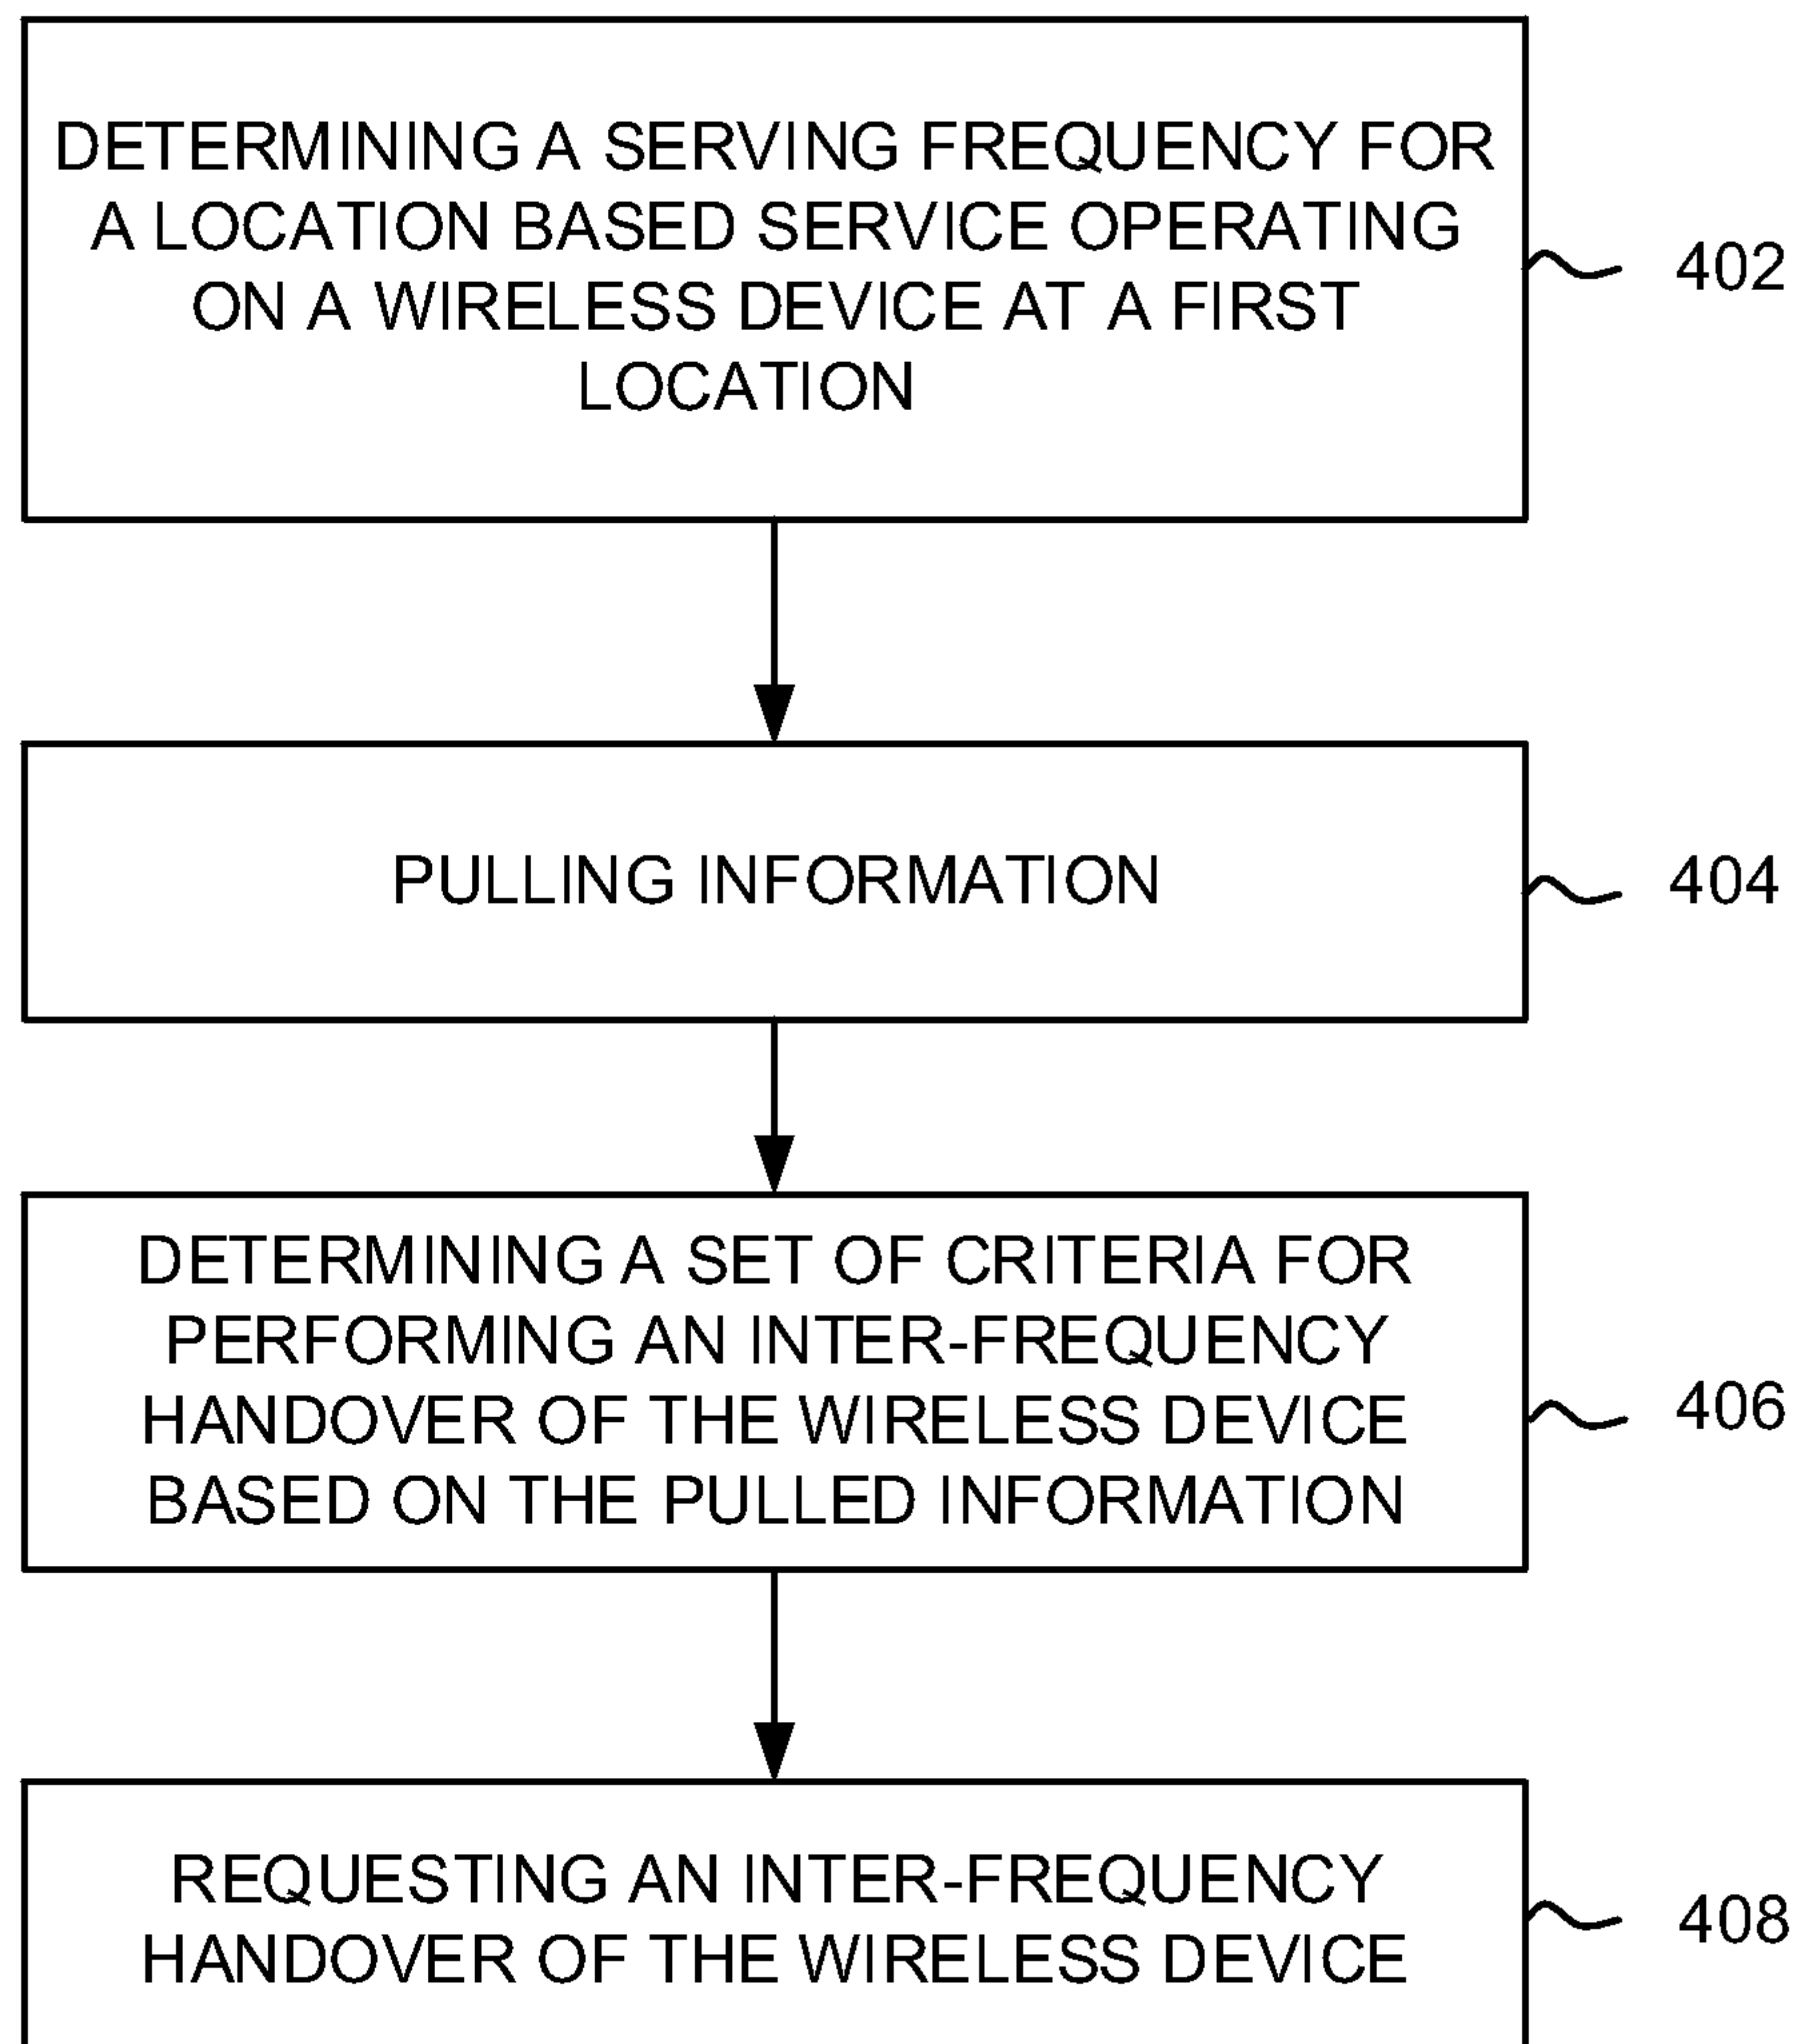 DETERMINING A SERVING FREQUENCY FOR
A LOCATION BASED SERVICE OPERATING
ON A WIRELESS DEVICE AT A FIRST
LOCATION
402
PULLING INFORMATION
404
DETERMINING A SET OF CRITERIA FOR
PERFORMING AN INTER-FREQUENCY
HANDOVER OF THE WIRELESS DEVICE
BASED ON THE PULLED INFORMATION
406
REQUESTING AN INTER-FREQUENCY
HANDOVER OF THE WIRELESS DEVICE
408